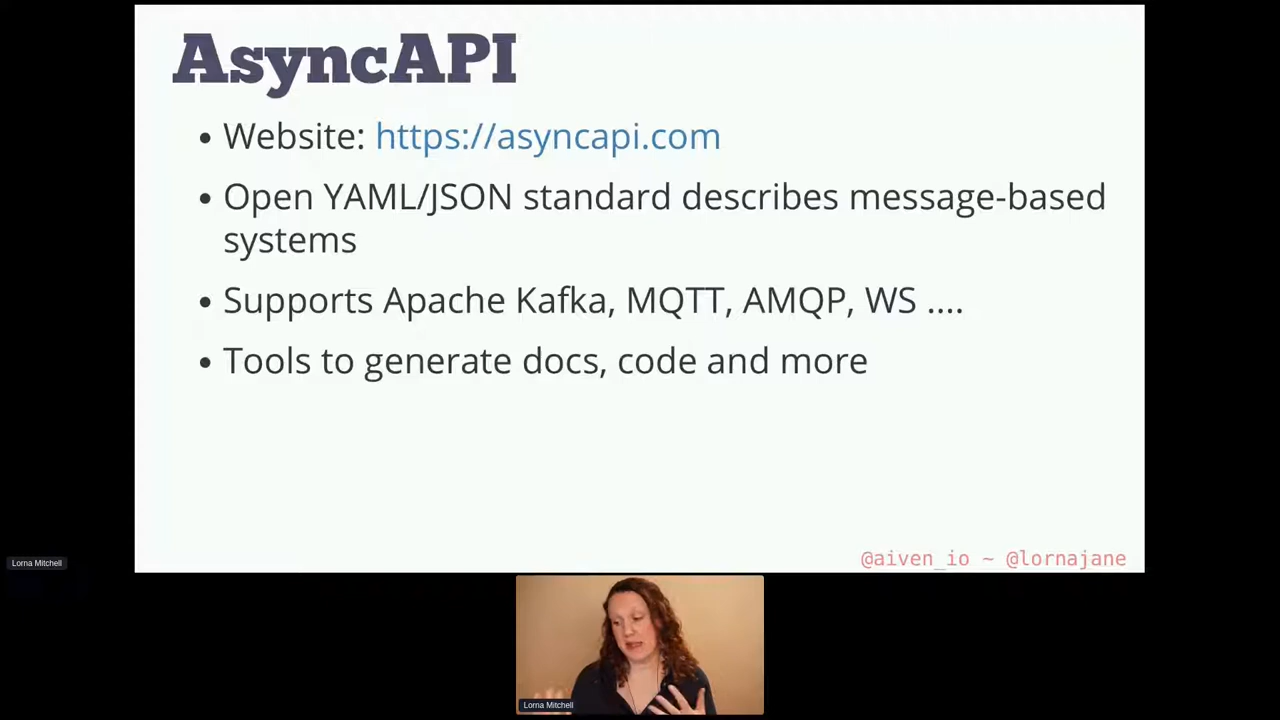 AsyncAPI
• Website: https://asyncapi.com
• Open YAML/JSON standard describes message-based
systems
• Supports Apache Kafka, MQTT, AMQP, WS ....
• Tools to generate docs, code and more
@aiven_io ~ @lornajane
Lorna Mitchell
Lorna Mitchell